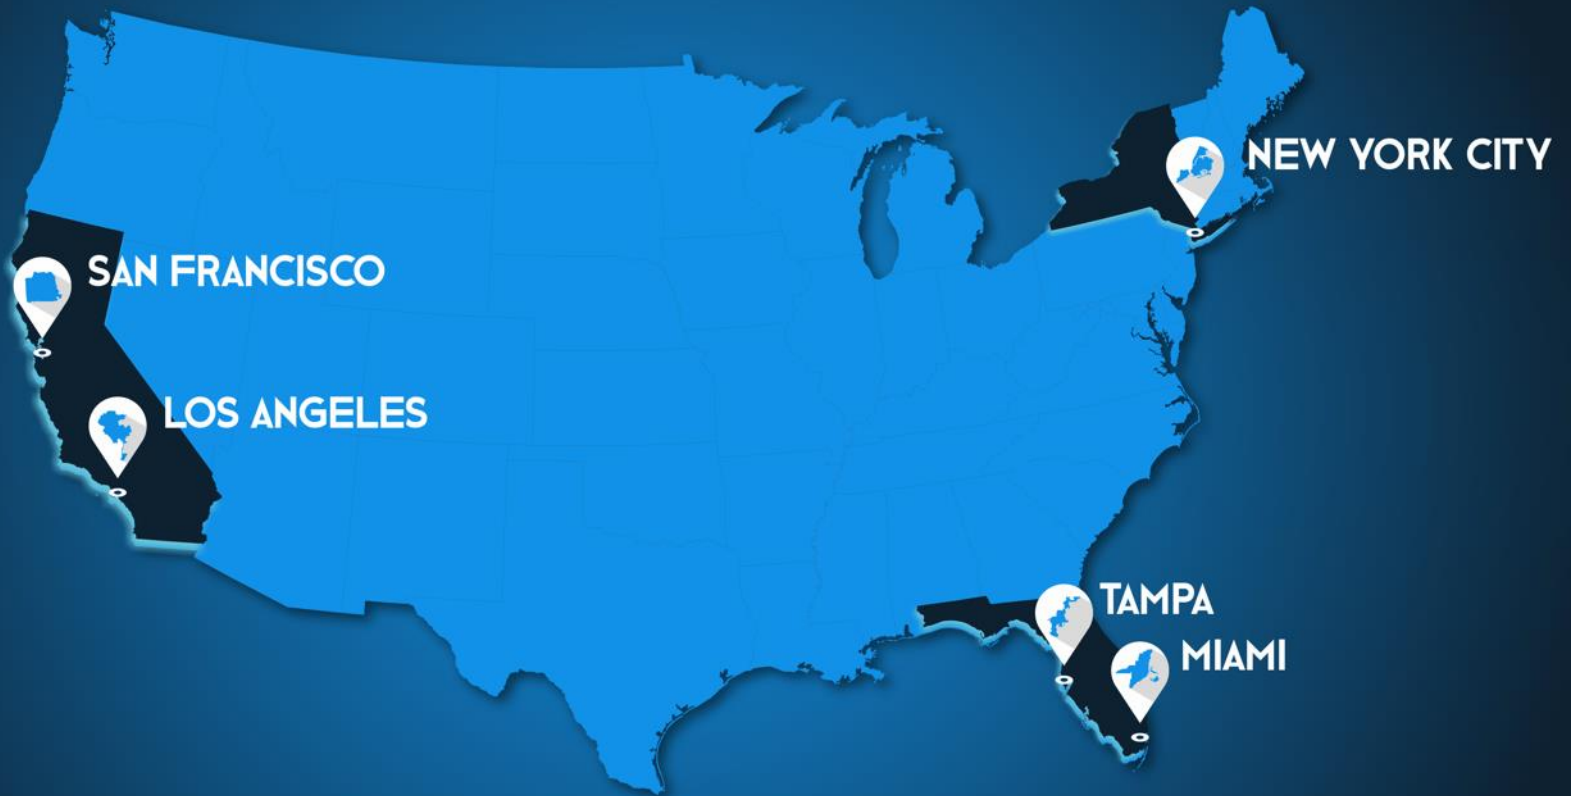 NEW YORK CITY
SAN FRANCISCO
LOS ANGELES
TAMPA
MIAMI